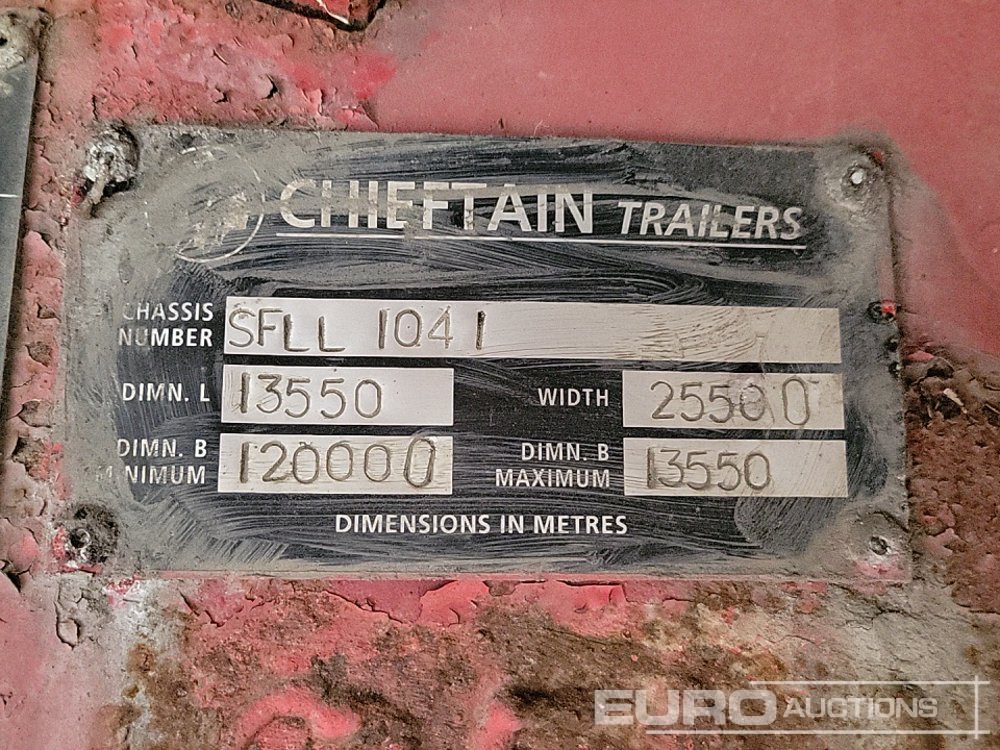 CHIEFTAIN TRAILERS
CHASSIS NUMBER SFLL 1041
DIMN. L 13550 WIDTH 25500
DIMN. B MINIMUM 120000 DIMN. B MAXIMUM 13550
DIMENSIONS IN METRES
EURO AUCTIONS